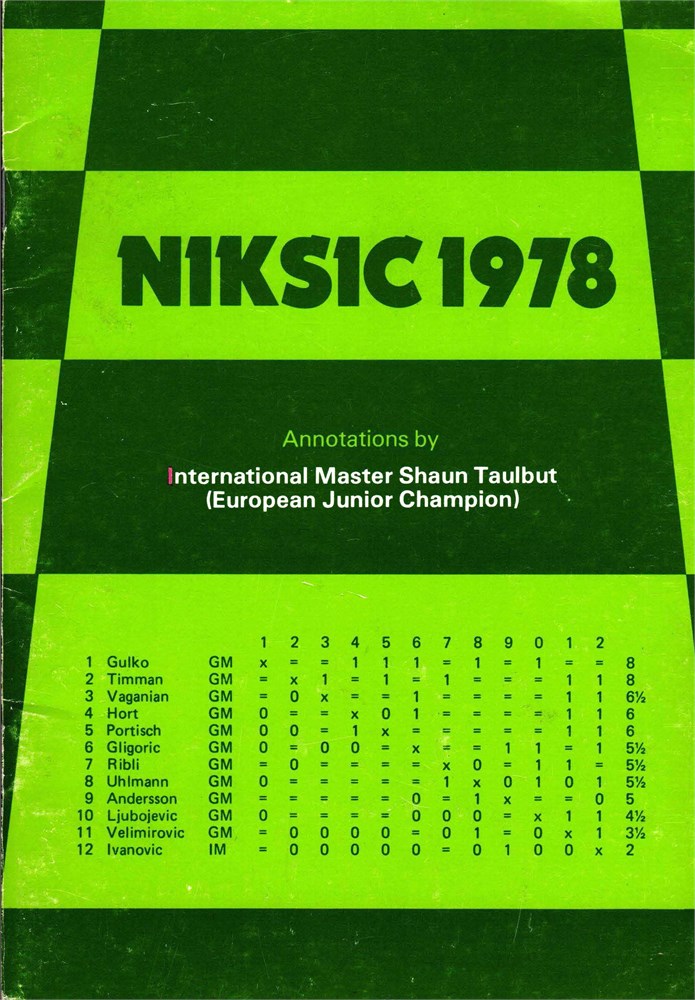 NIKSIC 1978
Annotations by
International Master Shaun Taulbut
(European Junior Champion)
1 2 3 4 5 6 7 8 9 0 1 2
1 Gulko GM x = = 1 1 1 = 1 = 1 = = 8
2 Timman GM = x 1 = 1 = 1 = = = 1 1 8
3 Vaganian GM = 0 x = = 1 = = = = 1 1 6½
4 Hort GM 0 = = x 0 1 = = = = 1 1 6
5 Portisch GM 0 0 = 1 x = = = = = 1 1 6
6 Gligoric GM 0 = 0 0 = x = = 1 1 = 1 5½
7 Ribli GM = 0 = = = = x 0 = 1 1 = 5½
8 Uhlmann GM 0 = = = = = 1 x 0 1 0 1 5½
9 Andersson GM = = = = = 0 = 1 x = = 0 5
10 Ljubojevic GM 0 = = = = 0 0 0 = x 1 1 4½
11 Velimirovic GM = 0 0 0 0 = 0 1 = 0 x 1 3½
12 Ivanovic IM = 0 0 0 0 0 = 0 1 0 0 x 2